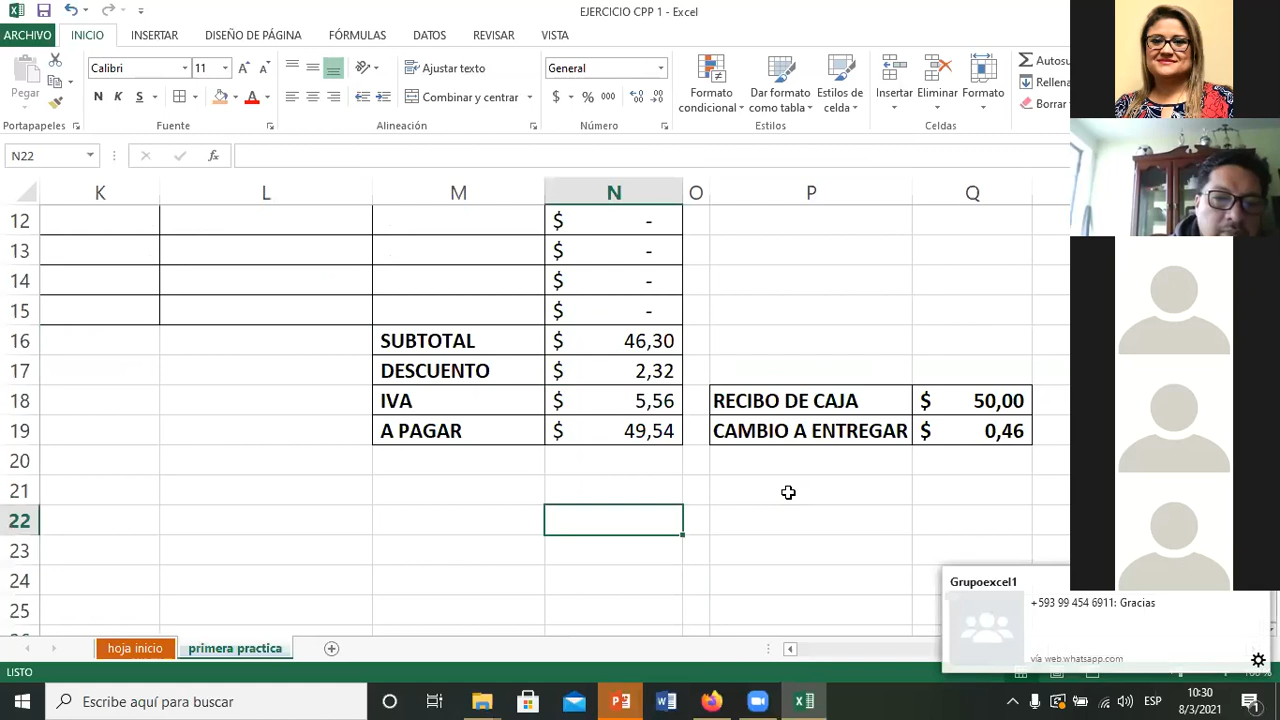 EJERCICIO CPP 1 - Excel
ARCHIVO INICIO INSERTAR DISEÑO DE PÁGINA FÓRMULAS DATOS REVISAR VISTA
Pegar
Calibri 11
N K S
Ajustar texto
Combinar y centrar
General
$ % 000
Formato condicional
Dar formato como tabla
Estilos de celda
Insertar Eliminar Formato
Autosu
Rellena
Borrar
Portapapeles Fuente Alineación Número Estilos Celdas
N22
fx
K L M N O P Q
12 $ -
13 $ -
14 $ -
15 $ -
16 SUBTOTAL $ 46,30
17 DESCUENTO $ 2,32
18 IVA $ 5,56 RECIBO DE CAJA $ 50,00
19 A PAGAR $ 49,54 CAMBIO A ENTREGAR $ 0,46
20
21
22
23
24
25
Grupoexcel1
+593 99 454 6911: Gracias
vía web.whatsapp.com
hoja inicio primera practica
LISTO
Escribe aquí para buscar
ESP
10:30
8/3/2021